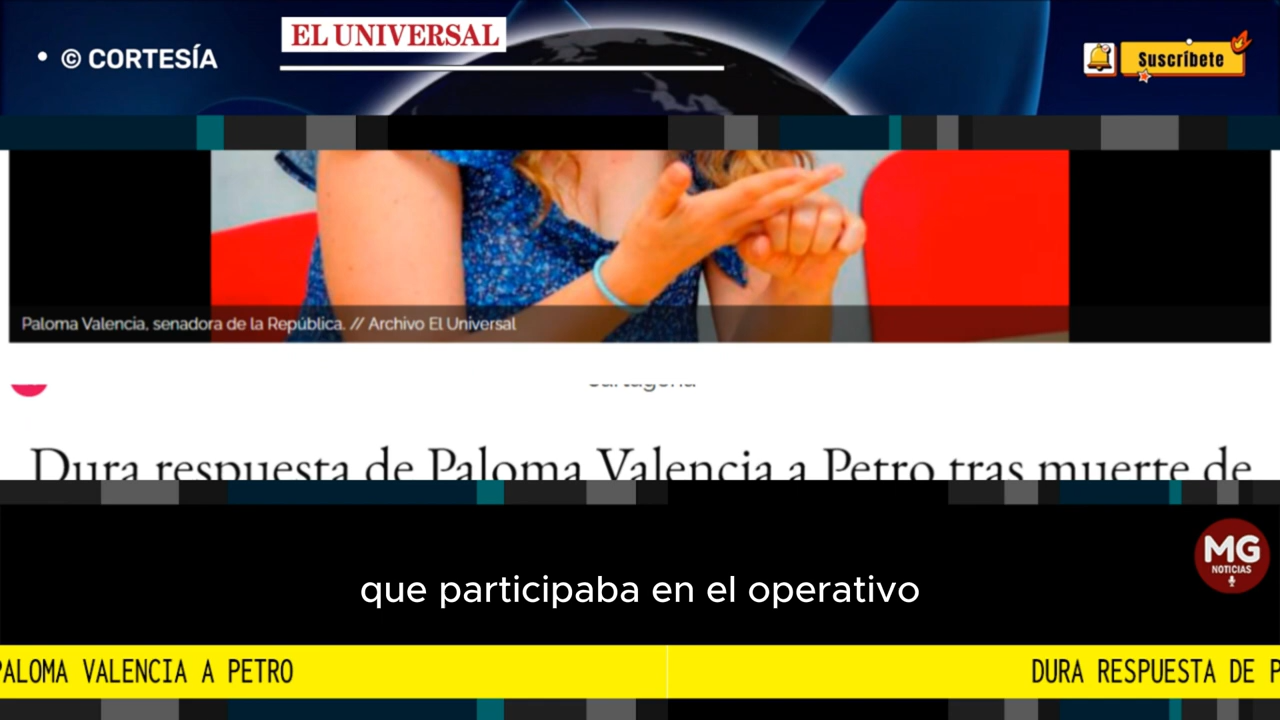 • © CORTESÍA
EL UNIVERSAL
Suscríbete
Paloma Valencia, senadora de la República. // Archivo El Universal
Cartagena
Dura respuesta de Paloma Valencia a Petro tras muerte de
MG
NOTICIAS
que participaba en el operativo
PALOMA VALENCIA A PETRO
DURA RESPUESTA DE P